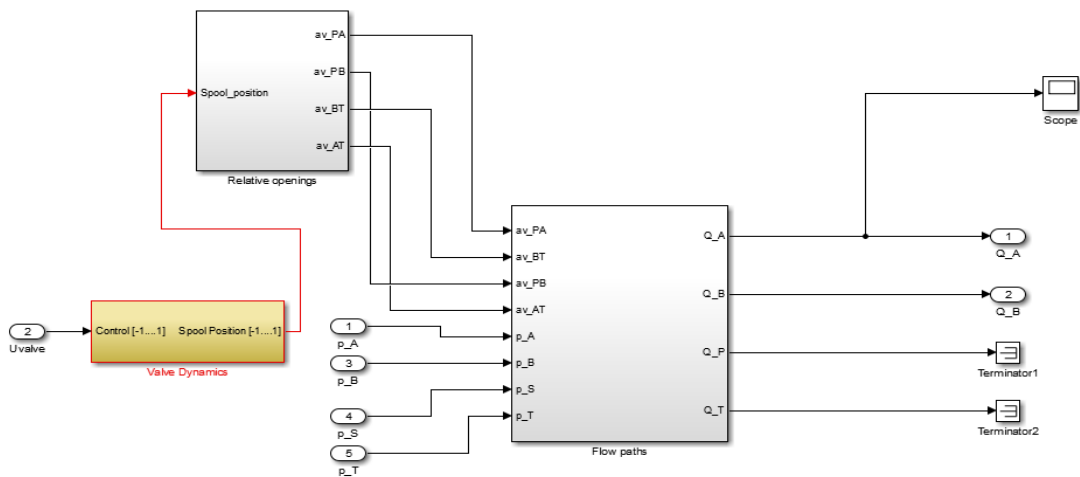 av_PA
av_PB
Spool_position
av_BT
av_AT
Relative openings
Scope
av_PA
Q_A
1
Q_A
av_BT
av_PB
Q_B
2
Q_B
av_AT
2
Uvalve
Control [-1....1] Spool Position [-1....1]
Valve Dynamics
1
p_A
p_A
3
p_B
p_B
Q_P
Terminator1
4
p_S
p_S
5
p_T
p_T
Q_T
Terminator2
Flow paths